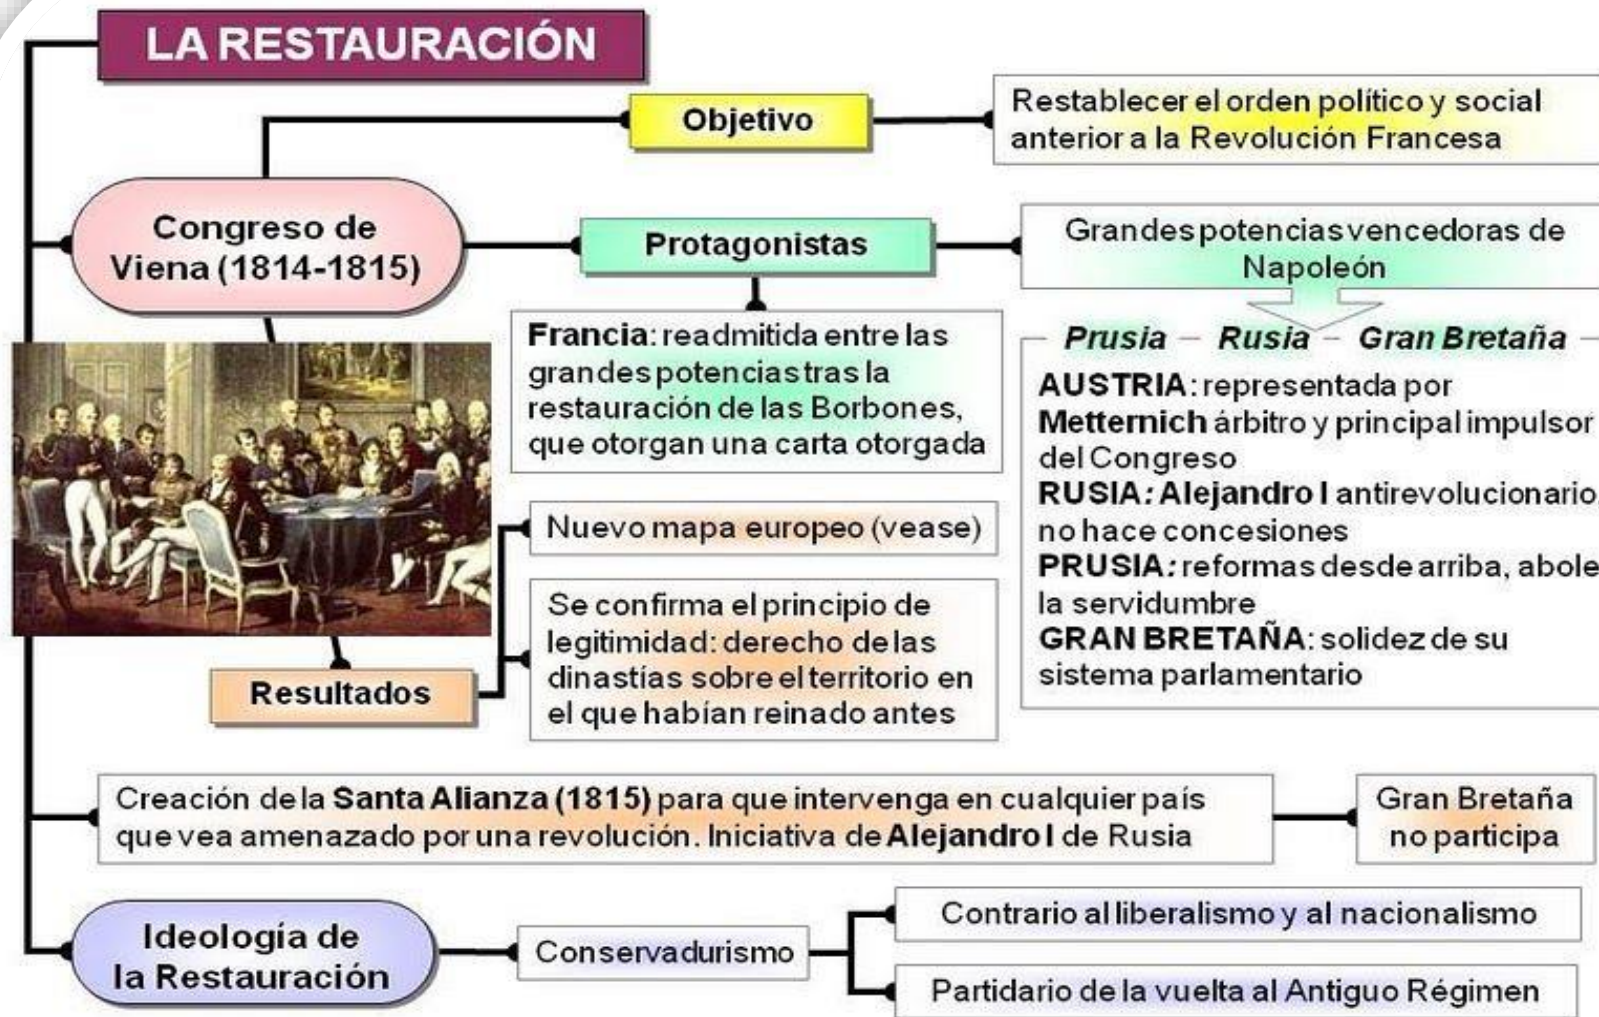 LA RESTAURACIÓN
Objetivo
Restablecer el orden político y social
anterior a la Revolución Francesa
Congreso de
Viena (1814-1815)
Protagonistas
Grandes potencias vencedoras de
Napoleón
Francia: readmitida entre las
grandes potencias tras la
restauración de las Borbones,
que otorgan una carta otorgada
Prusia – Rusia – Gran Bretaña
AUSTRIA: representada por
Metternich árbitro y principal impulsor
del Congreso
RUSIA: Alejandro I antirevolucionario,
no hace concesiones
PRUSIA: reformas desde arriba, abole
la servidumbre
GRAN BRETAÑA: solidez de su
sistema parlamentario
Resultados
Nuevo mapa europeo (vease)
Se confirma el principio de
legitimidad: derecho de las
dinastías sobre el territorio en
el que habían reinado antes
Creación de la Santa Alianza (1815) para que intervenga en cualquier país
que vea amenazado por una revolución. Iniciativa de Alejandro I de Rusia
Gran Bretaña
no participa
Ideología de
la Restauración
Conservadurismo
Contrario al liberalismo y al nacionalismo
Partidario de la vuelta al Antiguo Régimen